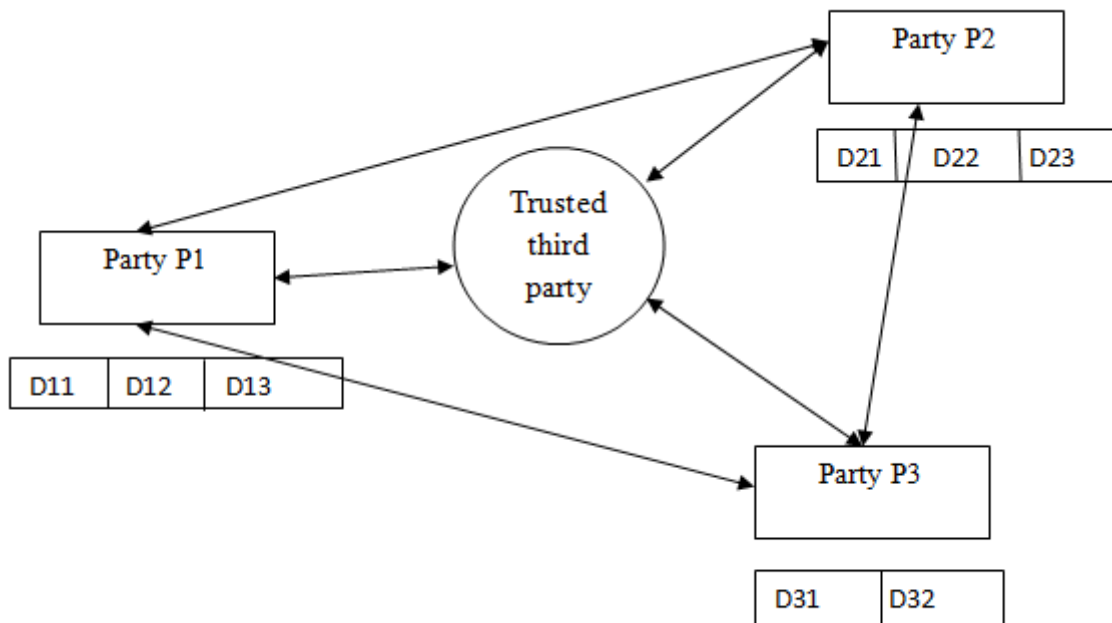 Party P2
D21 D22 D23
Trusted
third
party
Party P1
D11 D12 D13
Party P3
D31 D32